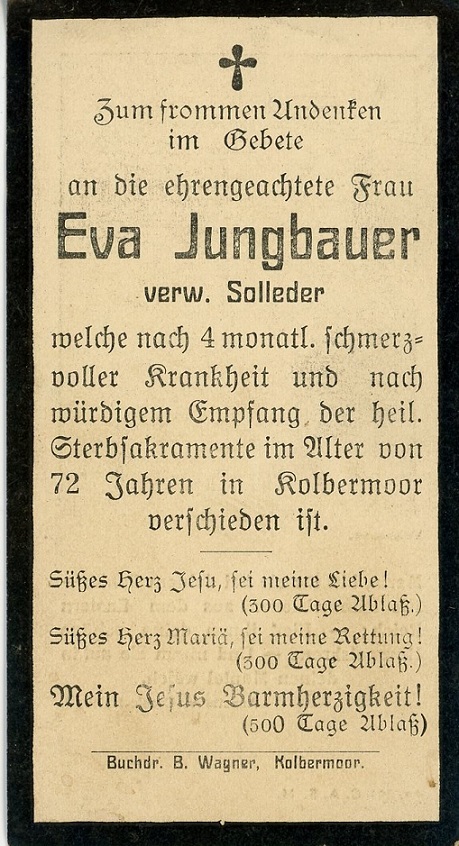 Zum frommen Andenken
im Gebete
an die ehrengeachtete Frau
Eva Jungbauer
verw. Solleder
welche nach 4 monatl. schmerz-
voller Krankheit und nach
würdigem Empfang der heil.
Sterbsakramente im Alter von
72 Jahren in Kolbermoor
verschieden ist.
Süßes Herz Jesu, sei meine Liebe!
(300 Tage Ablaß.)
Süßes Herz Mariä, sei meine Rettung!
(300 Tage Ablaß.)
Mein Jesus Barmherzigkeit!
(500 Tage Ablaß)
Buchdr. B. Wagner, Kolbermoor.